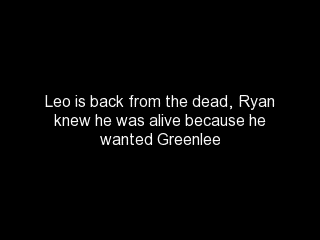 Leo is back from the dead, Ryan
knew he was alive because he
wanted Greenlee